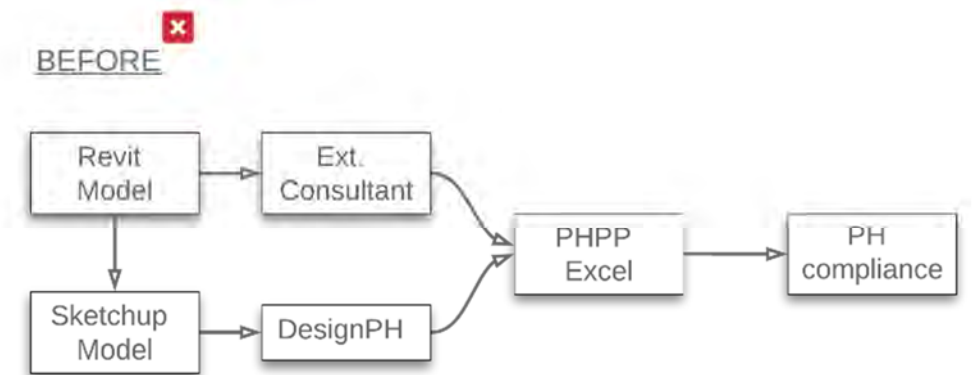 BEFORE
Revit
Model
Ext.
Consultant
PHPP
Excel
PH
compliance
Sketchup
Model
DesignPH